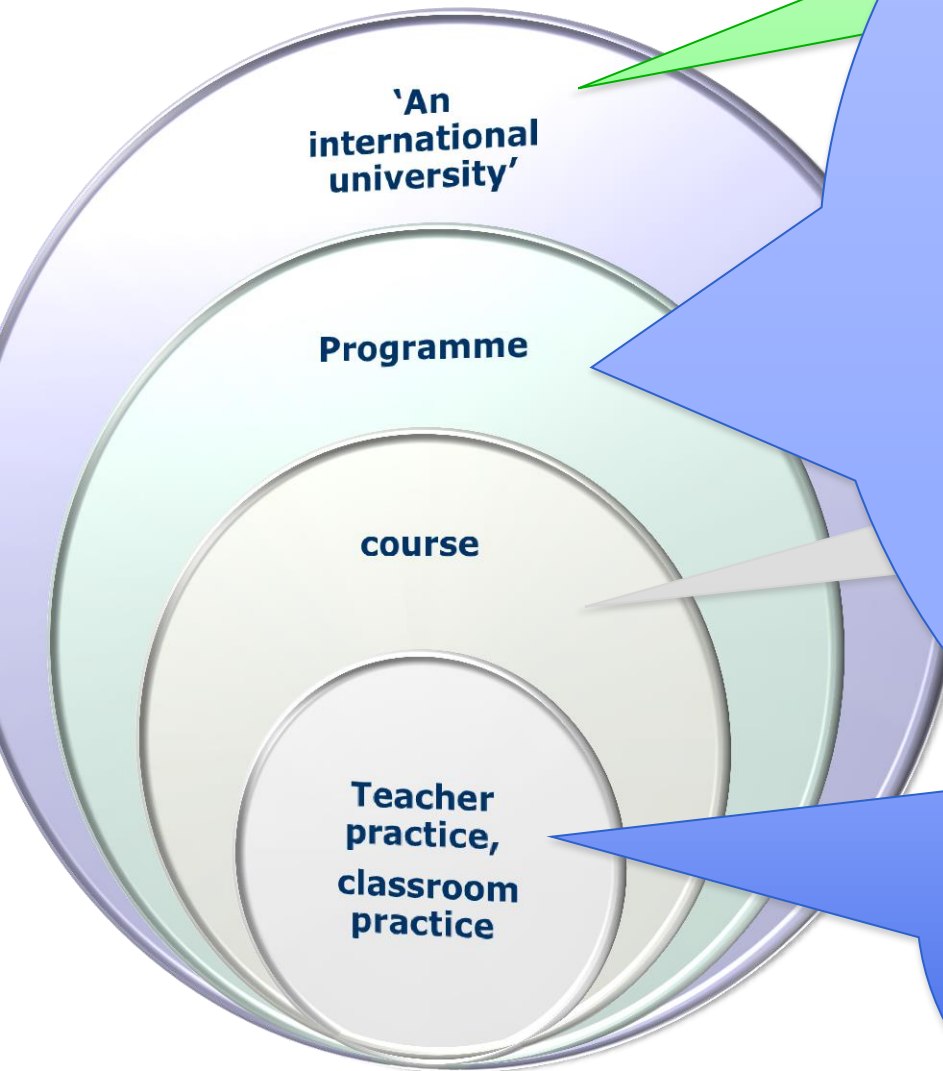 ‘An
international
university’
Programme
course
Teacher
practice,
classroom
practice